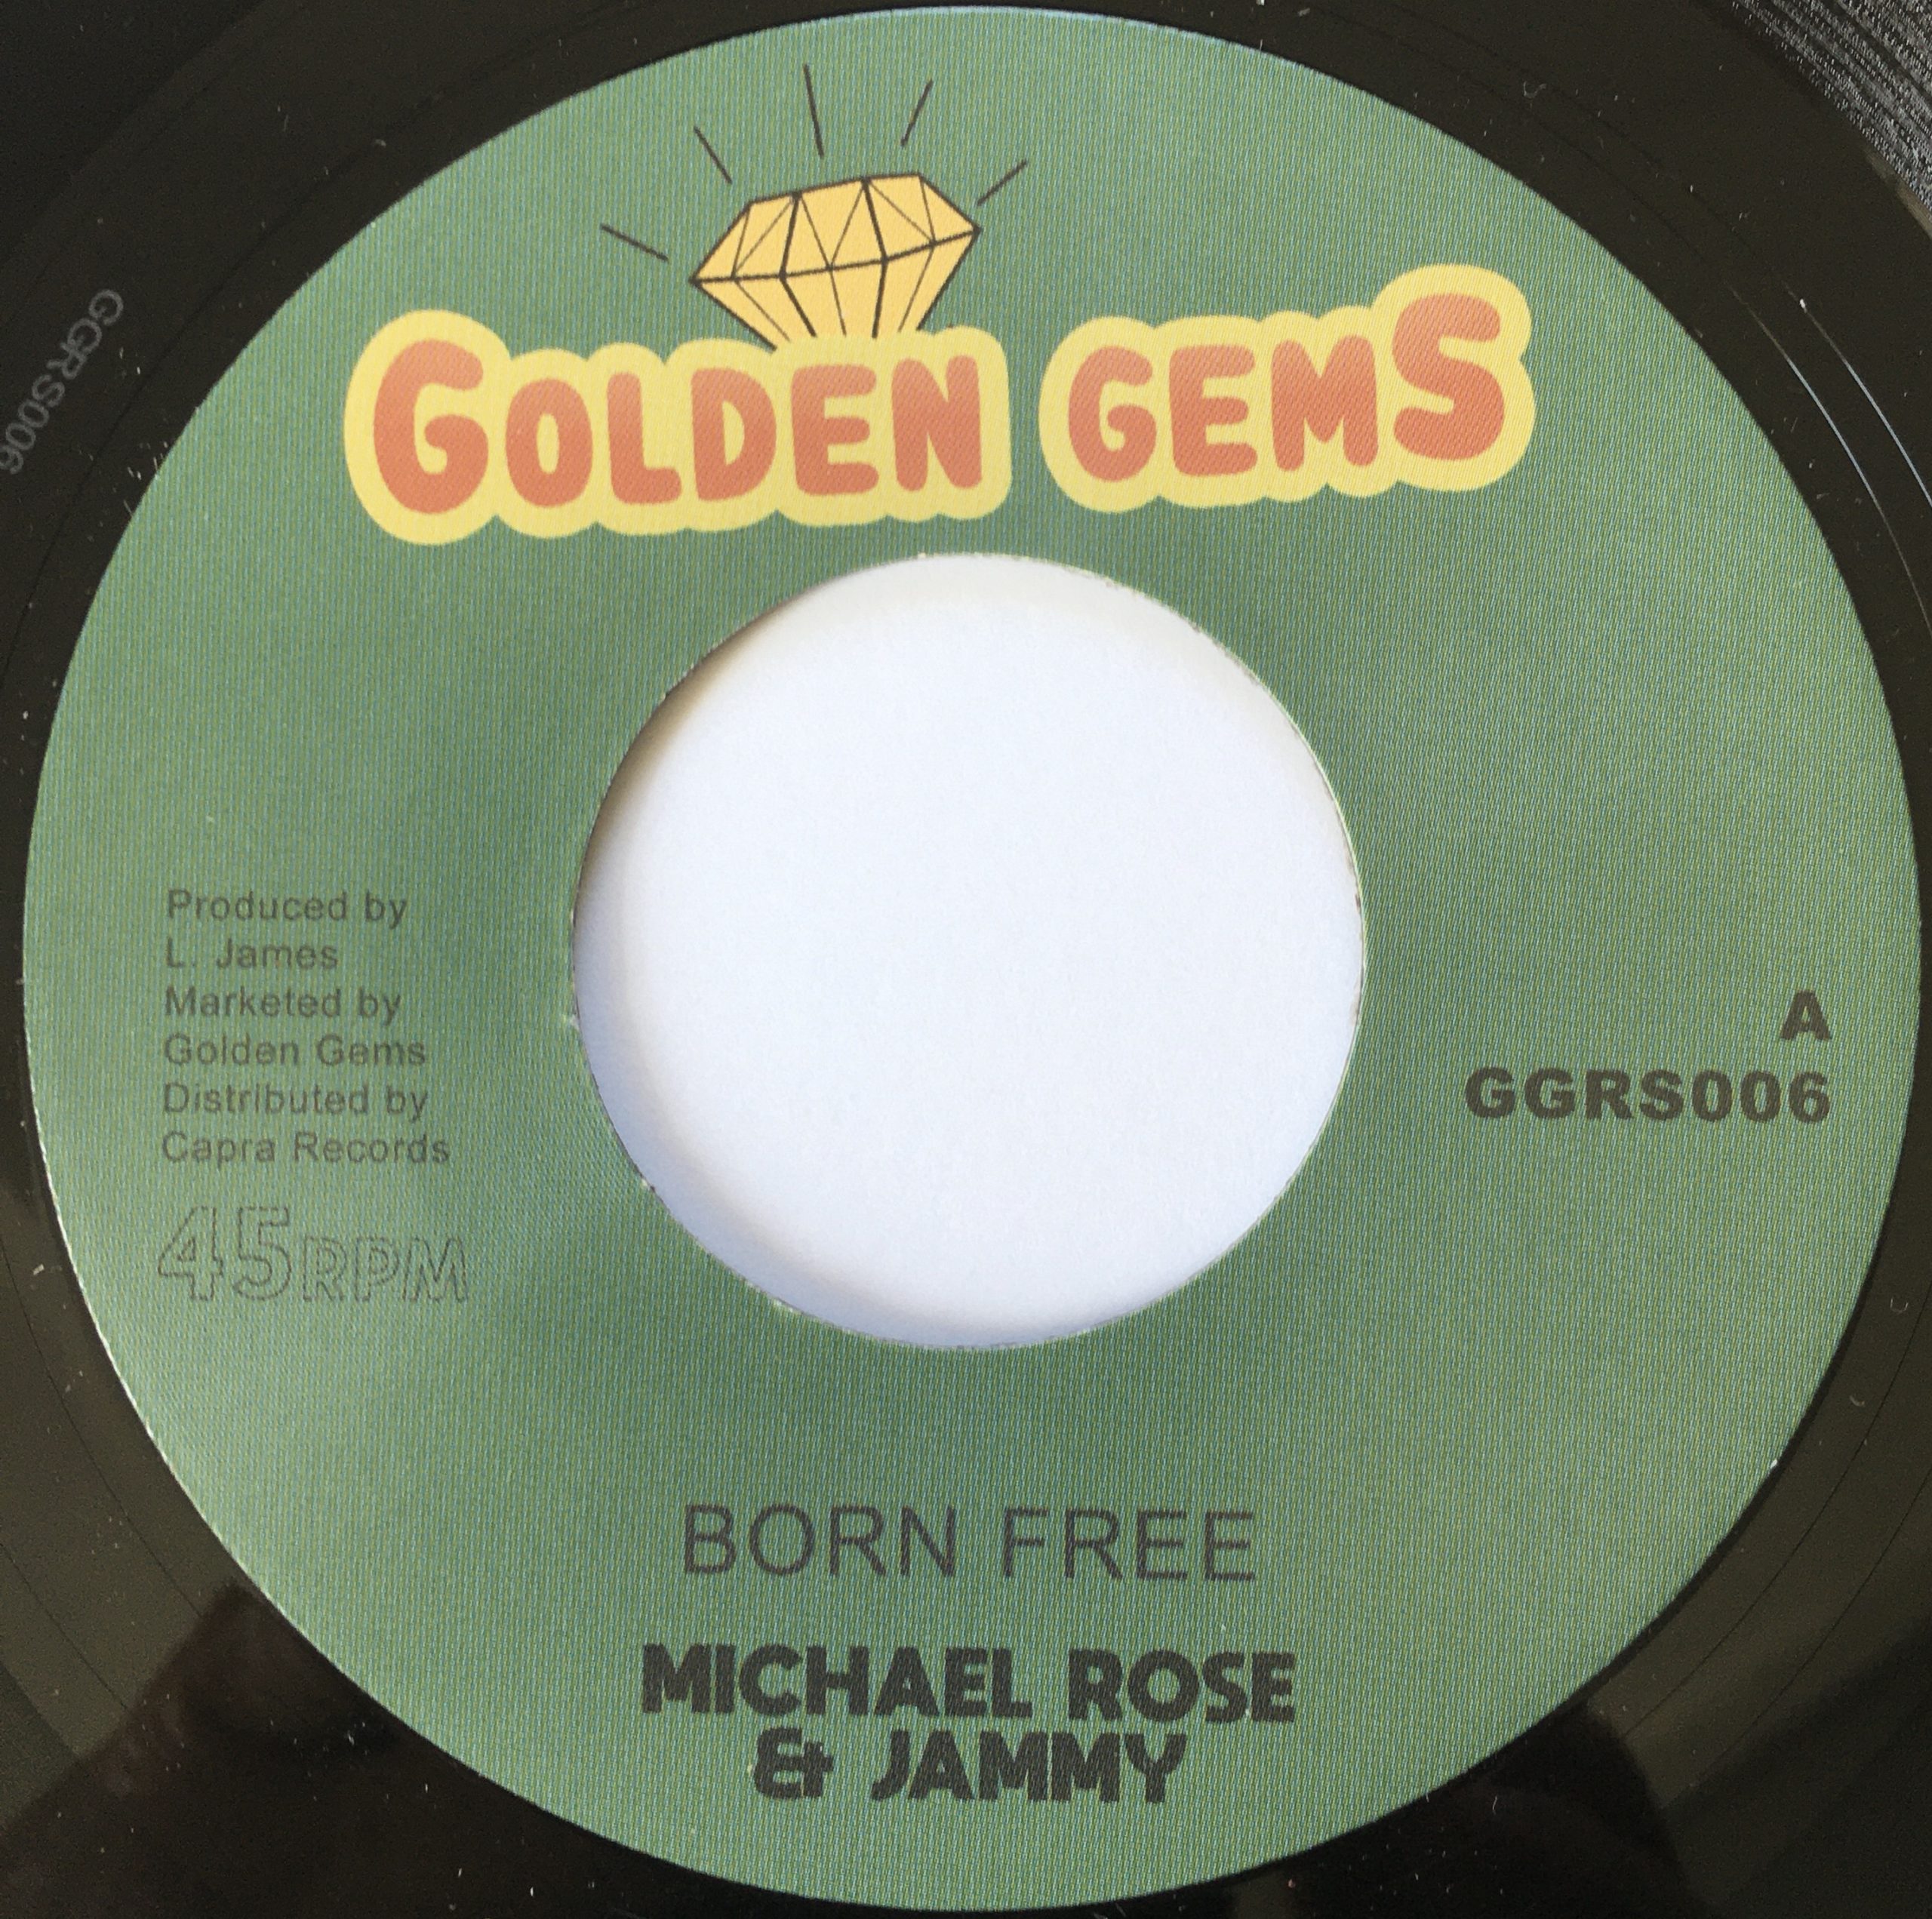 GOLDEN GEMS
GGRS006
Produced by
L. James
Marketed by
Golden Gems
Distributed by
Capra Records
45RPM
A
GGRS006
BORN FREE
MICHAEL ROSE
& JAMMY